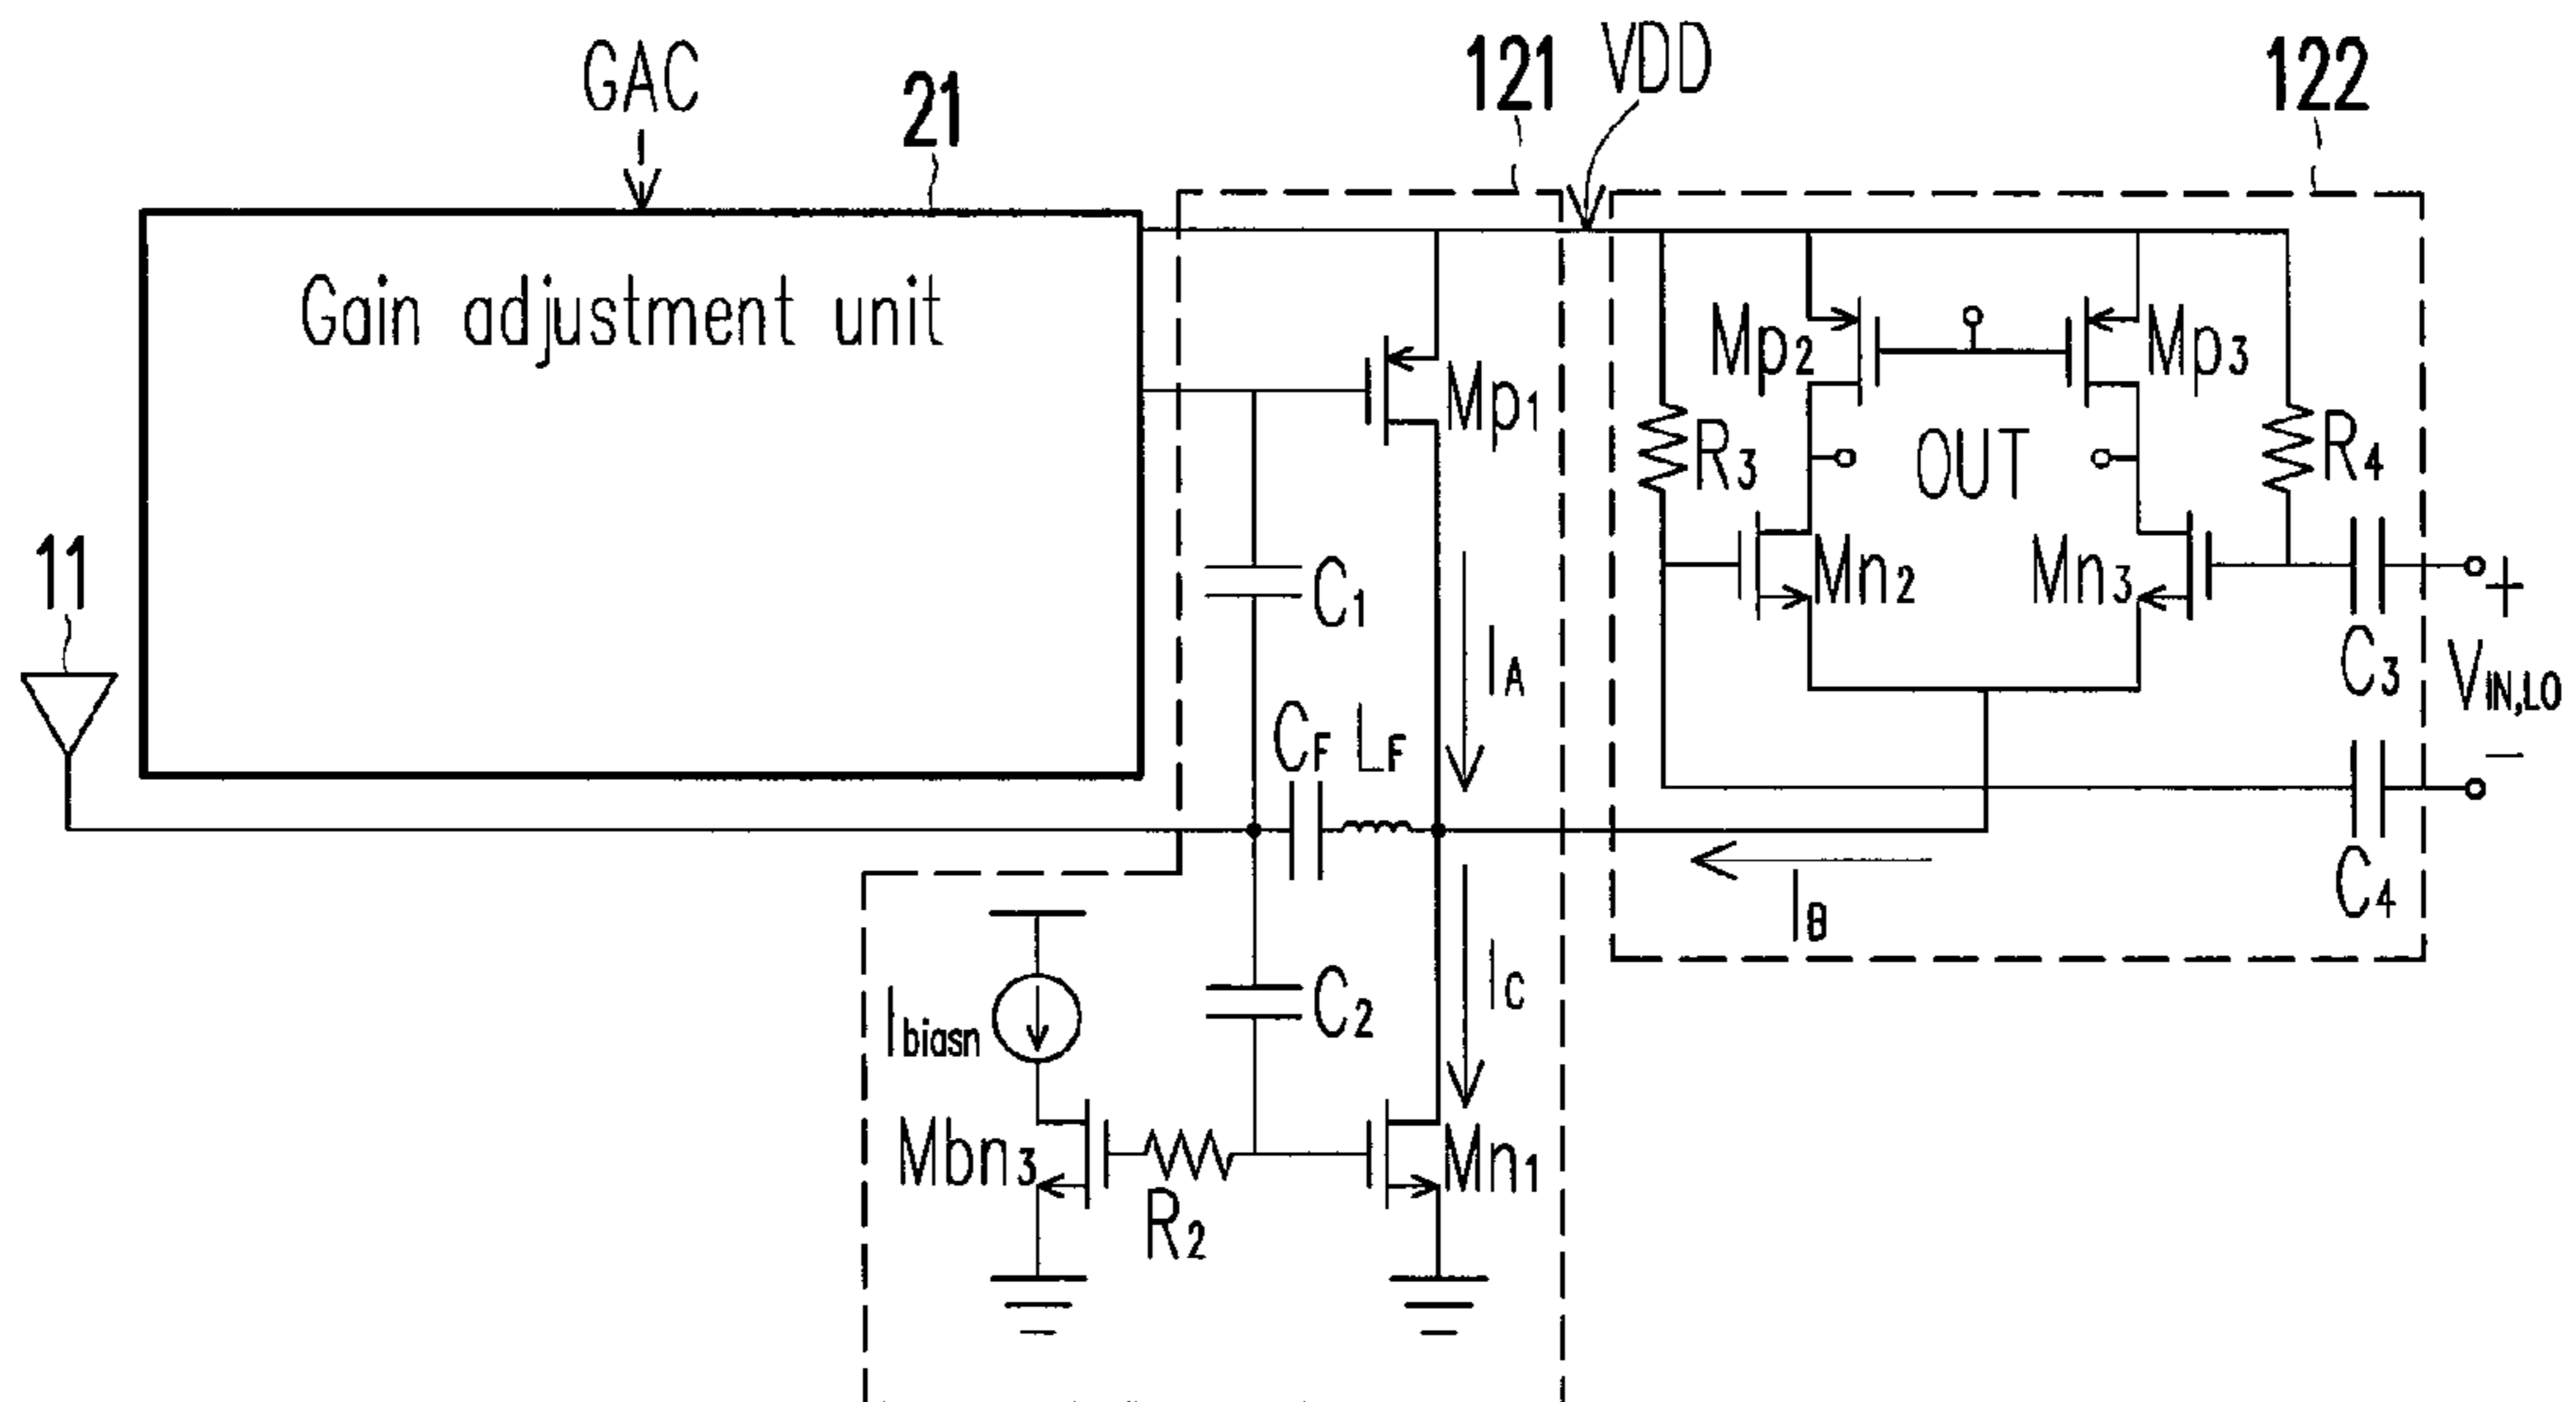 GAC
21
121
VDD
122
Gain adjustment unit
Mp1
Mp2
Mp3
R3
OUT
R4
11
C1
Mn2
Mn3
IA
C3
VIN,LO
+
−
CF
LF
C4
IB
Ibiasn
C2
IC
Mbn3
R2
Mn1